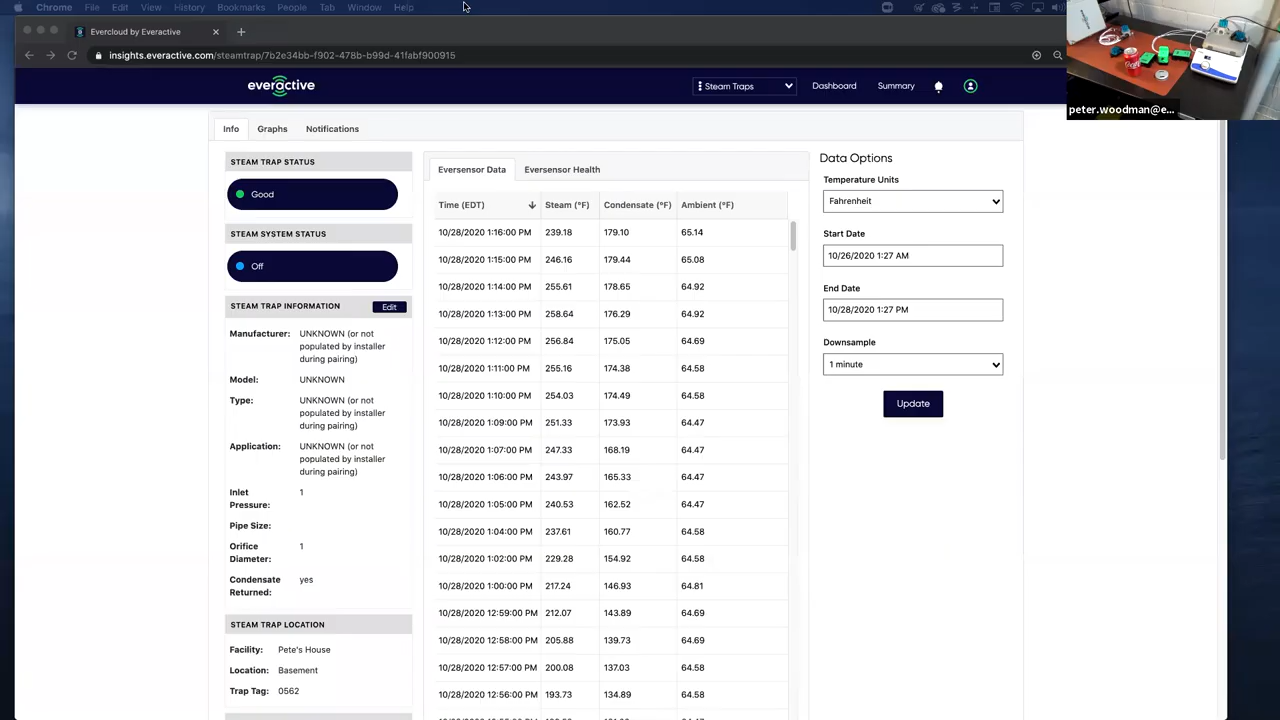 Chrome File Edit View History Bookmarks People Tab Window Help
Evercloud by Everactive
insights.everactive.com/steamtrap/7b2e34bb-f902-478b-b99d-41fabf900915
peter.woodman@e...
everactive
Steam Traps
Dashboard
Summary
Info Graphs Notifications
STEAM TRAP STATUS
Good
STEAM SYSTEM STATUS
Off
STEAM TRAP INFORMATION Edit
Manufacturer: UNKNOWN (or not
populated by installer
during pairing)
Model: UNKNOWN
Type: UNKNOWN (or not
populated by installer
during pairing)
Application: UNKNOWN (or not
populated by installer
during pairing)
Inlet 1
Pressure:
Pipe Size:
Orifice 1
Diameter:
Condensate yes
Returned:
STEAM TRAP LOCATION
Facility: Pete's House
Location: Basement
Trap Tag: 0562
Eversensor Data Eversensor Health
Time (EDT) Steam (°F) Condensate (°F) Ambient (°F)
10/28/2020 1:16:00 PM 239.18 179.10 65.14
10/28/2020 1:15:00 PM 246.16 179.44 65.08
10/28/2020 1:14:00 PM 255.61 178.65 64.92
10/28/2020 1:13:00 PM 258.64 176.29 64.92
10/28/2020 1:12:00 PM 256.84 175.05 64.69
10/28/2020 1:11:00 PM 255.16 174.38 64.58
10/28/2020 1:10:00 PM 254.03 174.49 64.58
10/28/2020 1:09:00 PM 251.33 173.93 64.47
10/28/2020 1:07:00 PM 247.33 168.19 64.47
10/28/2020 1:06:00 PM 243.97 165.33 64.47
10/28/2020 1:05:00 PM 240.53 162.52 64.47
10/28/2020 1:04:00 PM 237.61 160.77 64.58
10/28/2020 1:02:00 PM 229.28 154.92 64.58
10/28/2020 1:00:00 PM 217.24 146.93 64.81
10/28/2020 12:59:00 PM 212.07 143.89 64.69
10/28/2020 12:58:00 PM 205.88 139.73 64.69
10/28/2020 12:57:00 PM 200.08 137.03 64.58
10/28/2020 12:56:00 PM 193.73 134.89 64.58
Data Options
Temperature Units
Fahrenheit
Start Date
10/26/2020 1:27 AM
End Date
10/28/2020 1:27 PM
Downsample
1 minute
Update